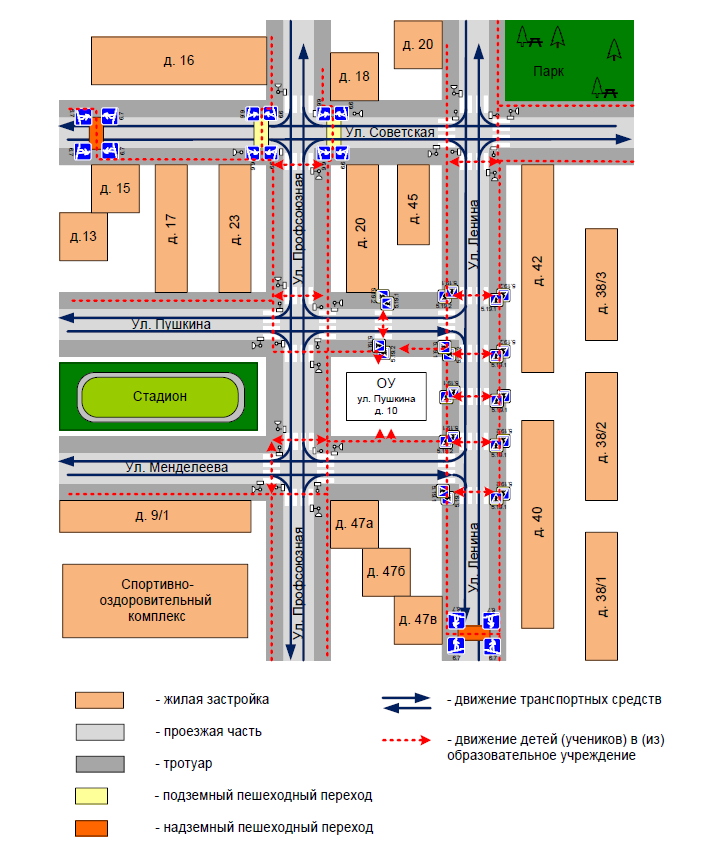 д. 16
д. 18
д. 20
Парк
Ул. Советская
д. 15
д.13
д. 17
д. 23
Ул. Профсоюзная
д. 20
д. 45
Ул. Ленина
д. 42
д. 38/3
Ул. Пушкина
Стадион
ОУ
ул. Пушкина
д. 10
д. 38/2
Ул. Менделеева
д. 9/1
д. 47а
д. 47б
д. 47в
Ул. Профсоюзная
Ул. Ленина
д. 40
д. 38/1
Спортивно-
оздоровительный
комплекс
- жилая застройка
- проезжая часть
- тротуар
- подземный пешеходный переход
- надземный пешеходный переход
- движение транспортных средств
- движение детей (учеников) в (из)
образовательное учреждение